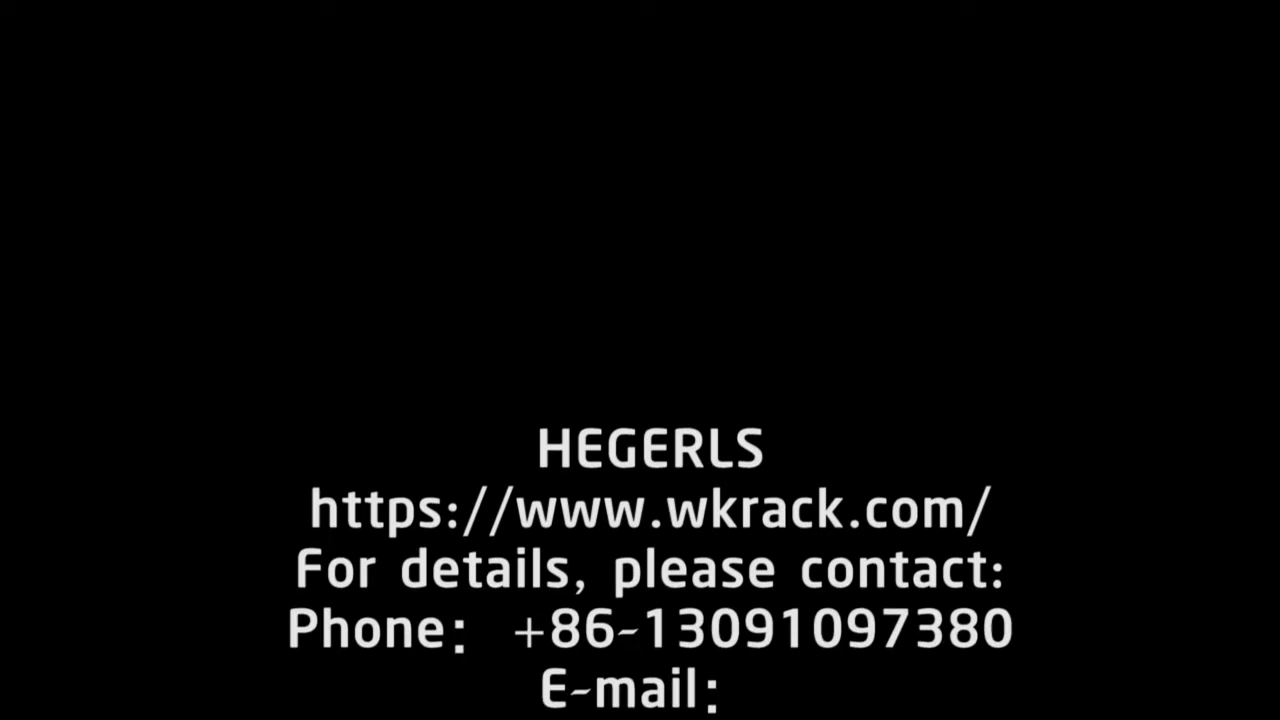 HEGERLS
https://www.wkrack.com/
For details, please contact:
Phone： +86-13091097380
E-mail：